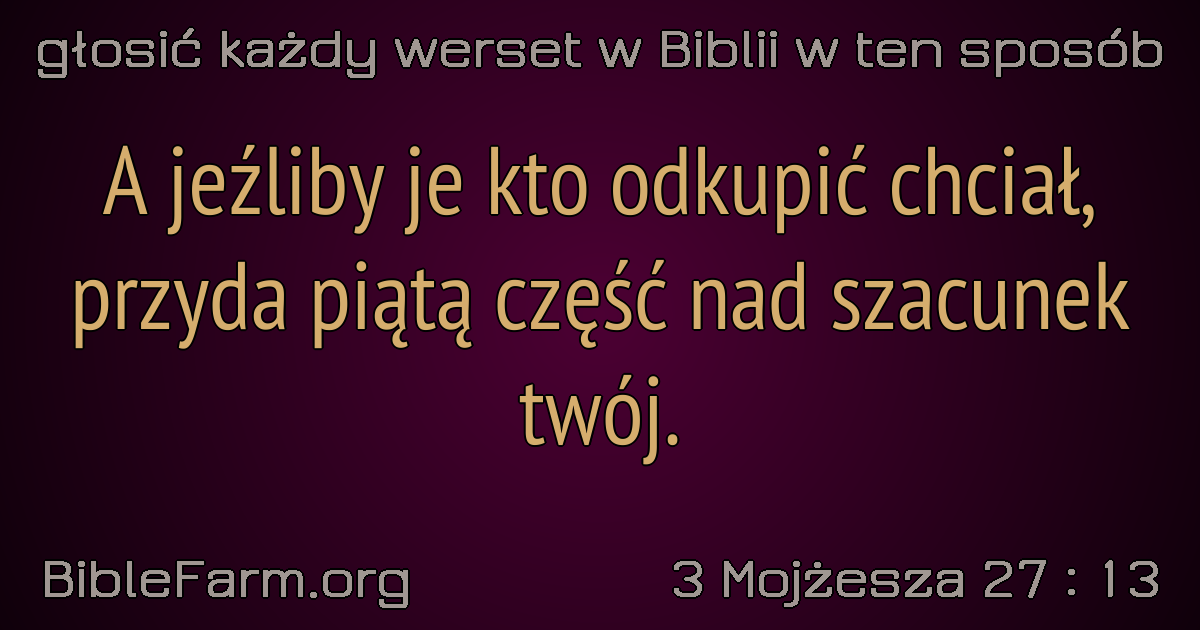 głosić każdy werset w Biblii w ten sposób
A jeźliby je kto odkupić chciał,
przyda piątą część nad szacunek
twój.
BibleFarm.org
3 Mojżesza 27 : 13